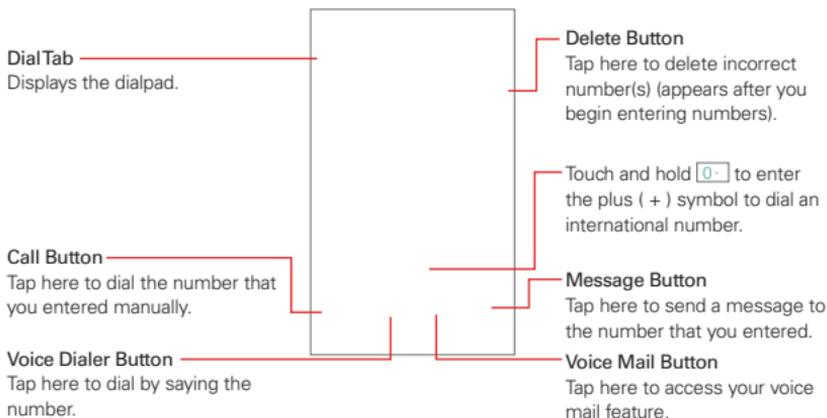 Dial Tab
Displays the dialpad.
Call Button
Tap here to dial the number that
you entered manually.
Voice Dialer Button
Tap here to dial by saying the
number.
Delete Button
Tap here to delete incorrect
number(s) (appears after you
begin entering numbers).
Touch and hold 0 to enter
the plus ( + ) symbol to dial an
international number.
Message Button
Tap here to send a message to
the number that you entered.
Voice Mail Button
Tap here to access your voice
mail feature.